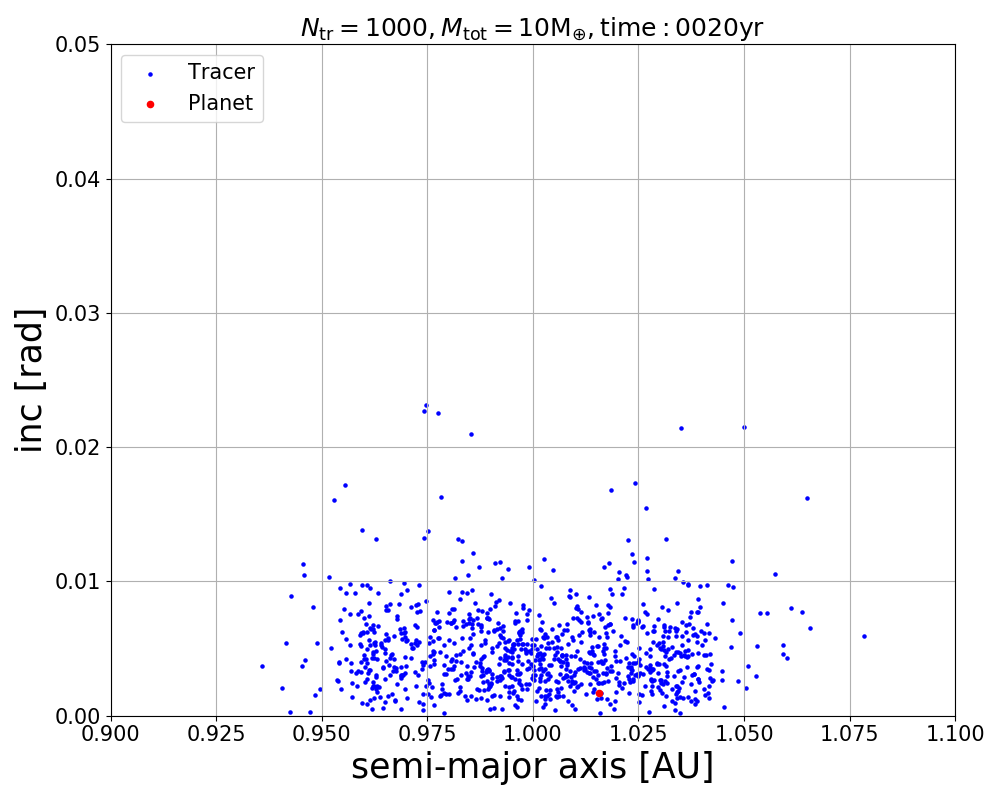 N_tr = 1000, M_tot = 10M_⊕, time : 0020yr
Tracer
Planet
0.05
0.04
0.03
0.02
0.01
0.00
inc [rad]
0.900 0.925 0.950 0.975 1.000 1.025 1.050 1.075 1.100
semi-major axis [AU]